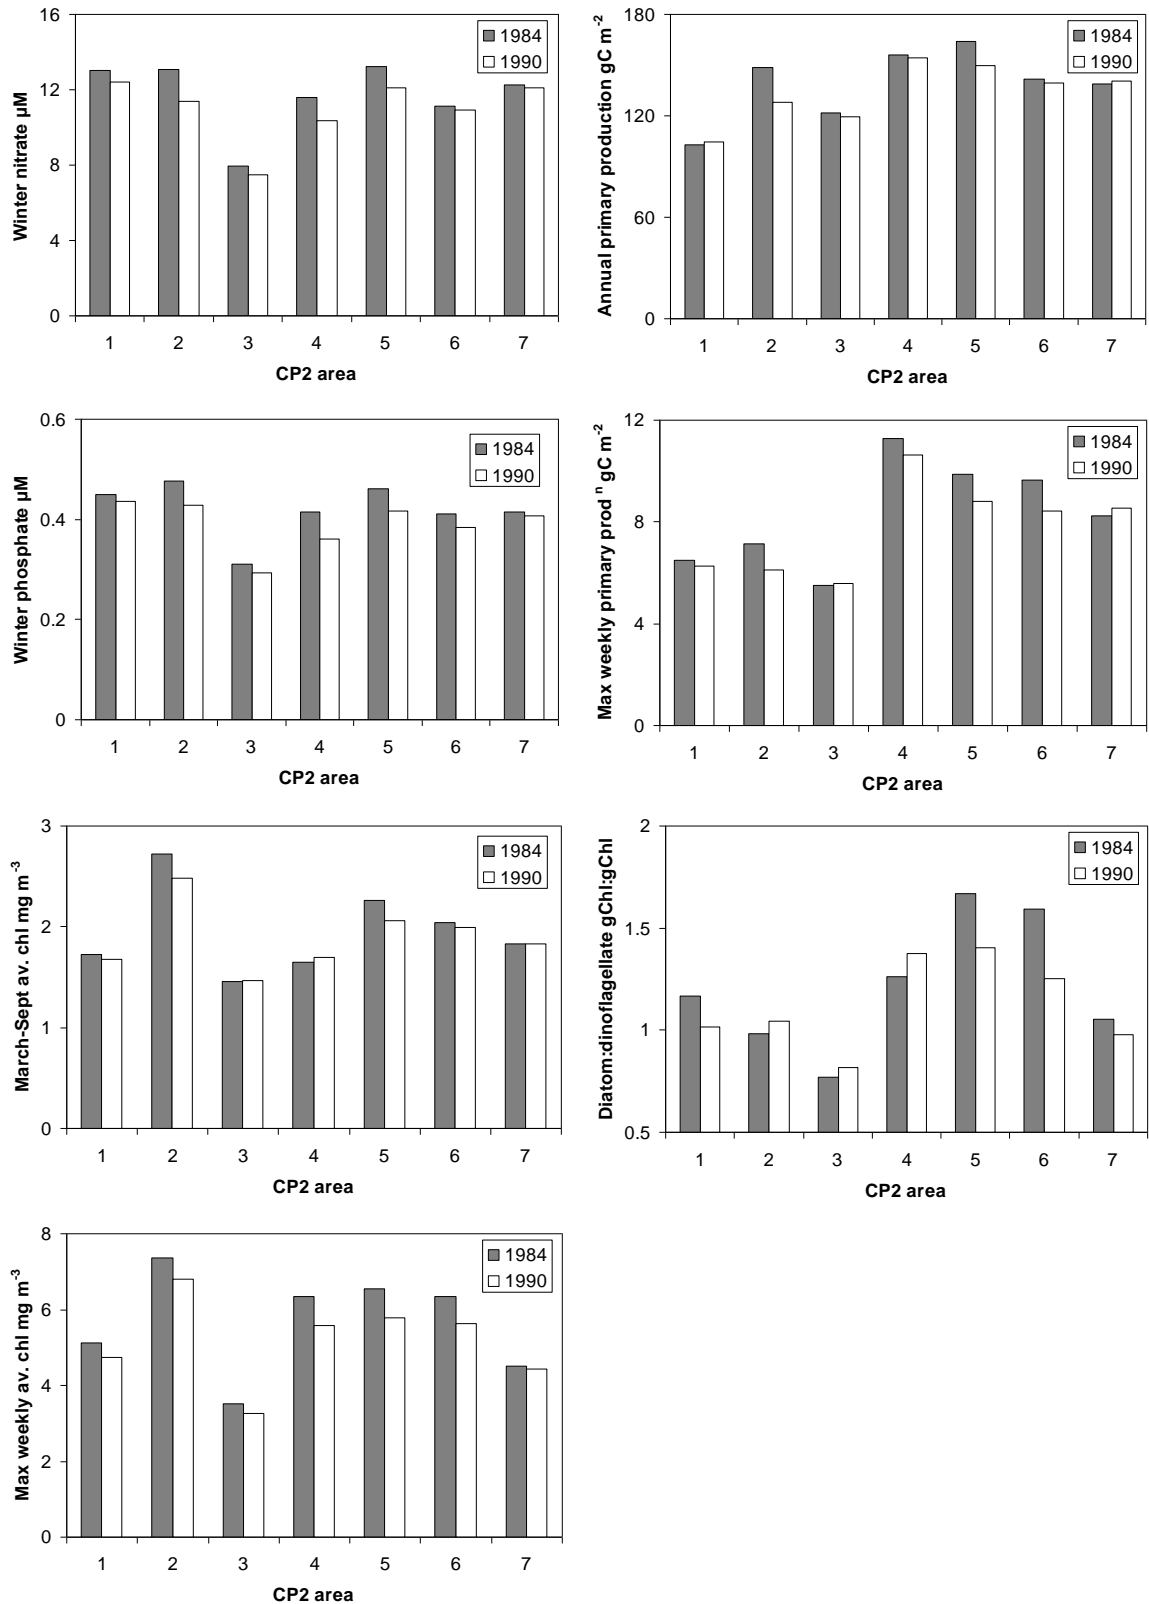 Winter nitrate µM
16
12
8
4
0
1984
1990
1 2 3 4 5 6 7
CP2 area
Annual primary production gC m-2
180
120
60
0
1984
1990
1 2 3 4 5 6 7
CP2 area
Winter phosphate µM
0.6
0.4
0.2
0
1984
1990
1 2 3 4 5 6 7
CP2 area
Max weekly primary prod n gC m-2
12
8
4
0
1984
1990
1 2 3 4 5 6 7
CP2 area
March-Sept av. chl mg m-3
3
2
1
0
1984
1990
1 2 3 4 5 6 7
CP2 area
Diatom:dinoflagellate gChl:gChl
2
1.5
1
0.5
1984
1990
1 2 3 4 5 6 7
CP2 area
Max weekly av. chl mg m-3
8
6
4
2
0
1984
1990
1 2 3 4 5 6 7
CP2 area